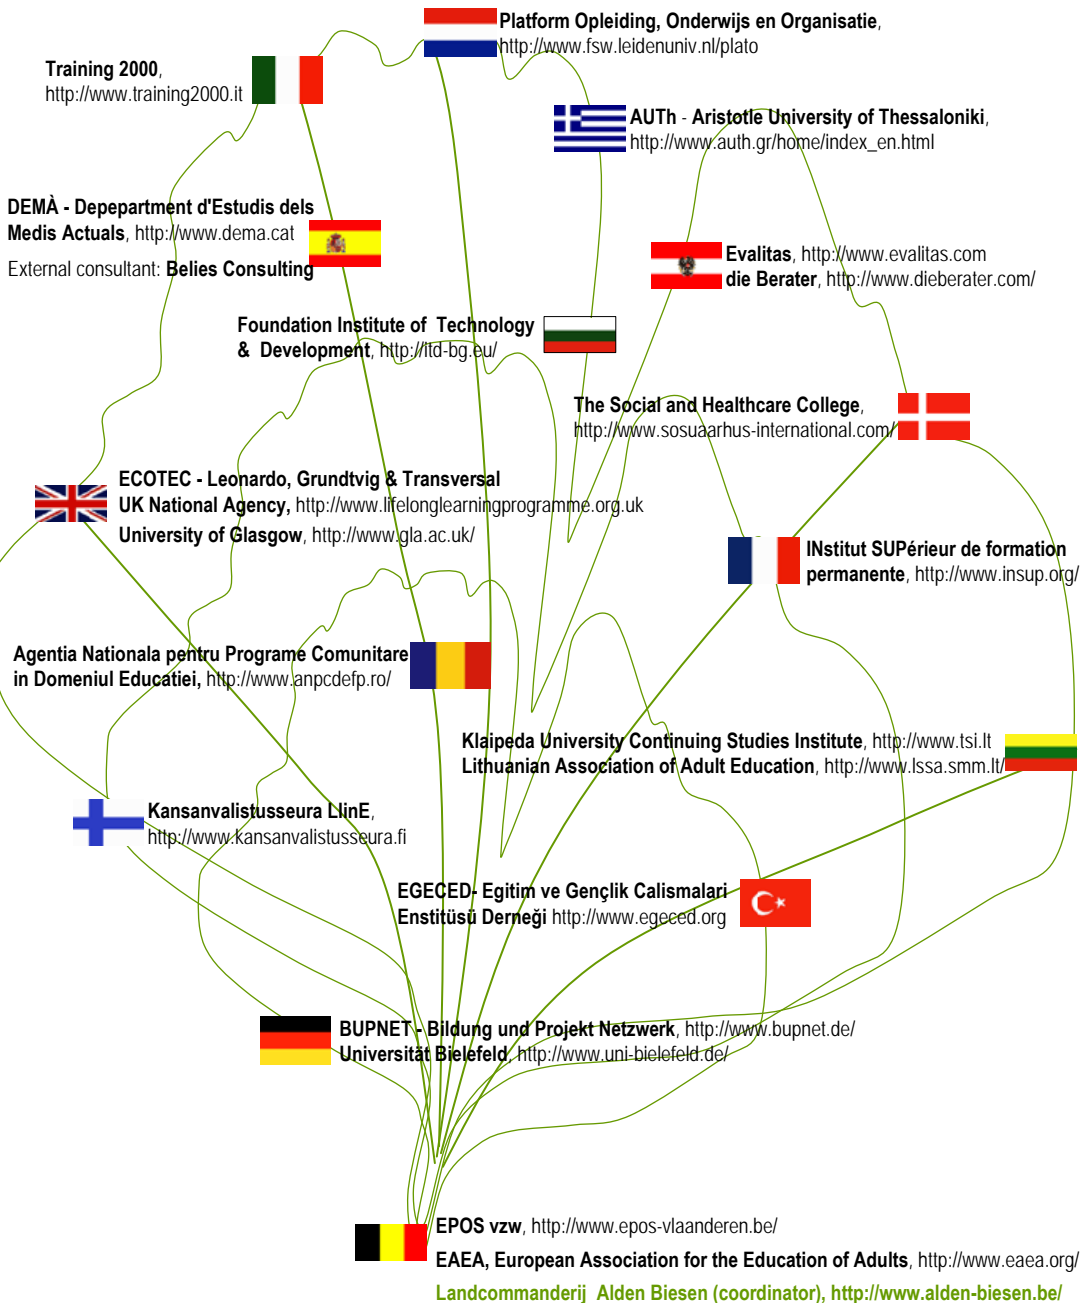 Platform Opleiding, Onderwijs en Organisatie,
http://www.fsw.leidenuniv.nl/plato
Training 2000,
http://www.training2000.it
AUTh - Aristotle University of Thessaloniki,
http://www.auth.gr/home/index_en.html
DEMÀ - Depepartment d'Estudis dels
Medis Actuals, http://www.dema.cat
External consultant: Belies Consulting
Evalitas, http://www.evalitas.com
die Berater, http://www.dieberater.com/
Foundation Institute of Technology
& Development, http://itd-bg.eu/
The Social and Healthcare College,
http://www.sosuaarhus-international.com/
ECOTEC - Leonardo, Grundtvig & Transversal
UK National Agency, http://www.lifelonglearningprogramme.org.uk
University of Glasgow, http://www.gla.ac.uk/
INstitut SUPérieur de formation
permanente, http://www.insup.org/
Agentia Nationala pentru Programe Comunitare
in Domeniul Educatiei, http://www.anpcdefp.ro/
Klaipeda University Continuing Studies Institute, http://www.tsi.lt
Lithuanian Association of Adult Education, http://www.lssa.smm.lt/
Kansanvalistusseura LlinE,
http://www.kansanvalistusseura.fi
EGECED- Egitim ve Gençlik Calismalari
Enstitüsü Derneği http://www.egeced.org
BUPNET - Bildung und Projekt Netzwerk, http://www.bupnet.de/
Universität Bielefeld, http://www.uni-bielefeld.de/
EPOS vzw, http://www.epos-vlaanderen.be/
EAEA, European Association for the Education of Adults, http://www.eaea.org/
Landcommanderij Alden Biesen (coordinator), http://www.alden-biesen.be/